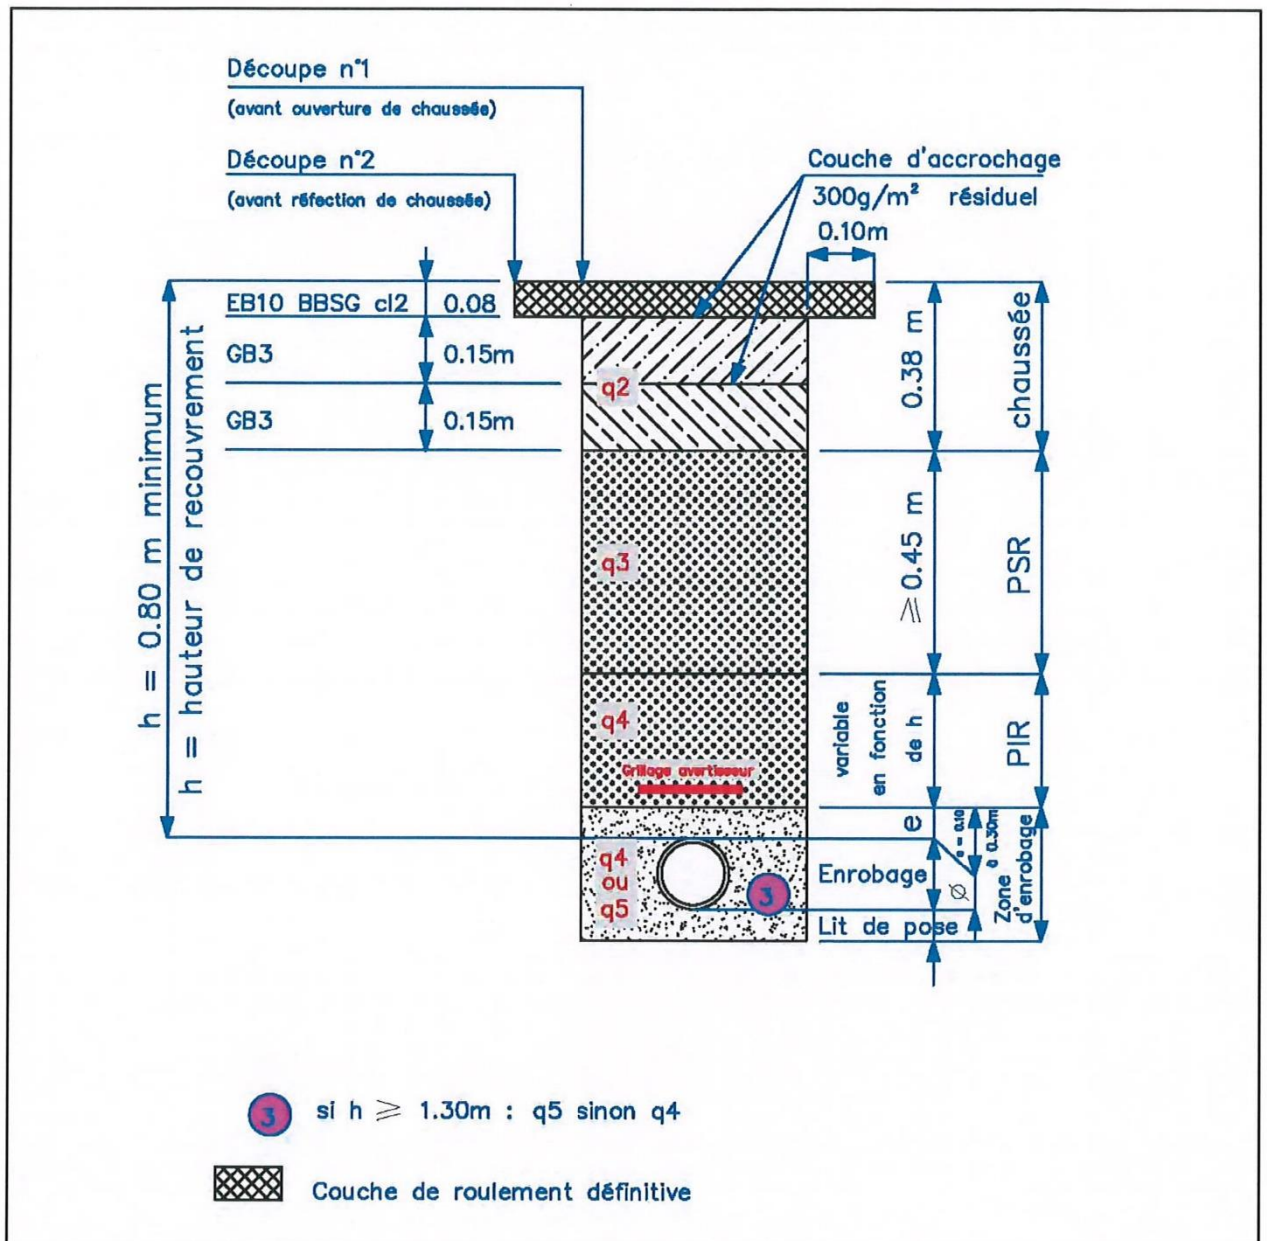 Découpe n°1
(avant ouverture de chaussée)
Découpe n°2
(avant réfection de chaussée)
Couche d'accrochage
300g/m² résiduel
0.10m
EB10 BBSG cl2 0.08
GB3 0.15m
GB3 0.15m
q2
q3
q4
Grillage avertisseur
q4
ou
q5
3
h = 0.80 m minimum
h = hauteur de recouvrement
0.38 m
chaussée
≥0.45 m
PSR
variable
en fonction
de h
PIR
e
e = 0.10
à 0.30m
Enrobage
Ø
Zone
d'enrobage
Lit de pose
3 si h ≥ 1.30m : q5 sinon q4
Couche de roulement définitive